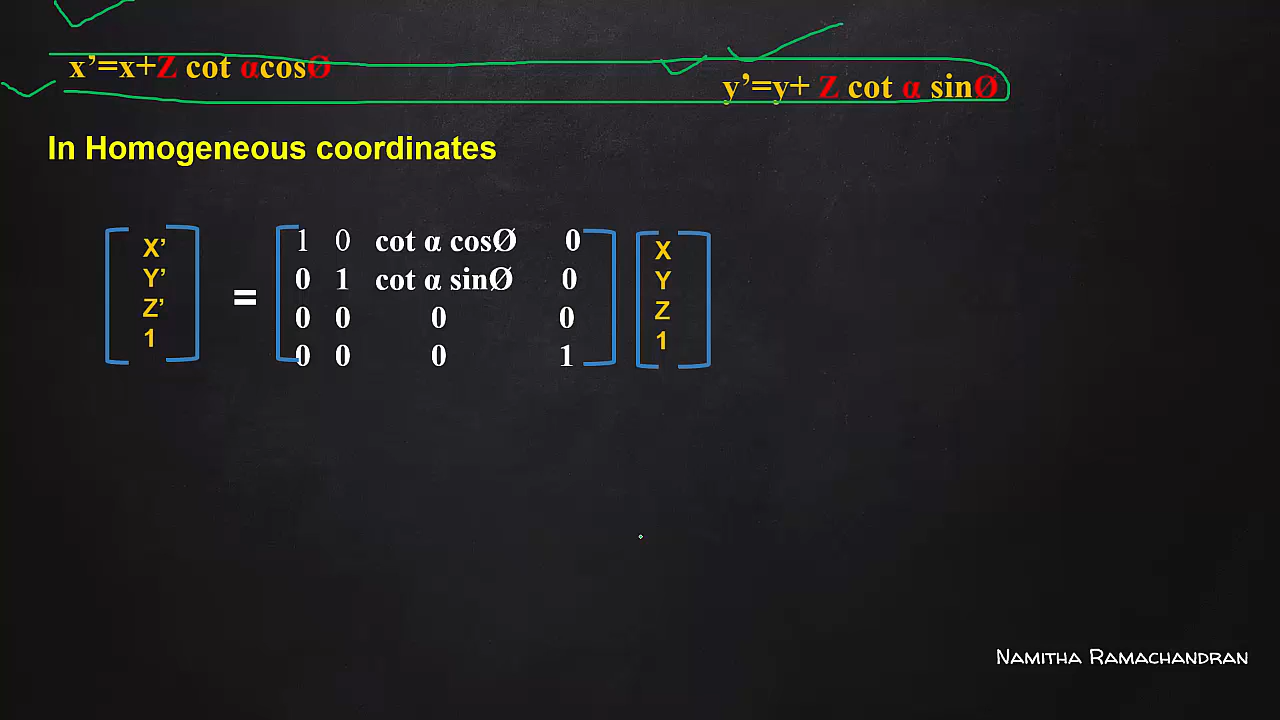 x’=x+Z cot αcosØ
y’=y+ Z cot α sinØ
In Homogeneous coordinates
X’ Y’ Z’ 1
=
1 0 cot α cosØ 0
0 1 cot α sinØ 0
0 0 0 0
0 0 0 1
X
Y
Z
1
Namitha Ramachandran